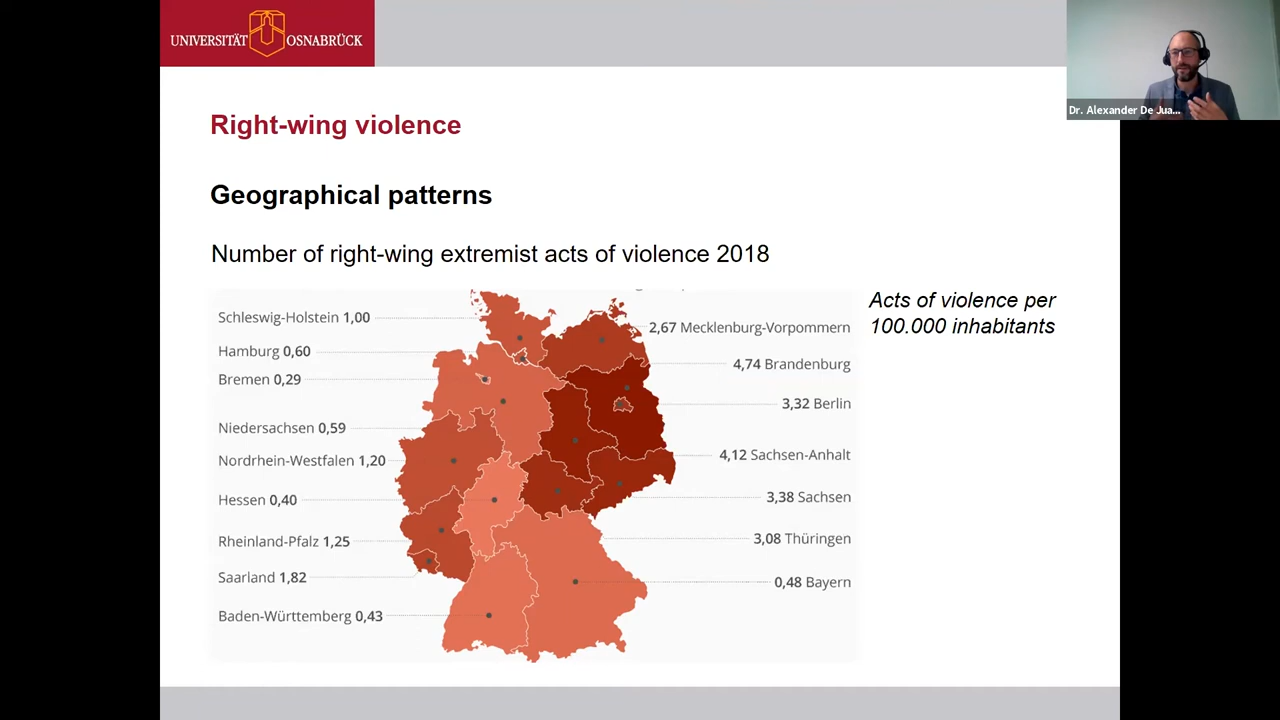 UNIVERSITÄT OSNABRÜCK
Dr. Alexander De Jua...
Right-wing violence
Geographical patterns
Number of right-wing extremist acts of violence 2018
Acts of violence per
100.000 inhabitants
Schleswig-Holstein 1,00
Hamburg 0,60
Bremen 0,29
Niedersachsen 0,59
Nordrhein-Westfalen 1,20
Hessen 0,40
Rheinland-Pfalz 1,25
Saarland 1,82
Baden-Württemberg 0,43
2,67 Mecklenburg-Vorpommern
4,74 Brandenburg
3,32 Berlin
4,12 Sachsen-Anhalt
3,38 Sachsen
3,08 Thüringen
0,48 Bayern